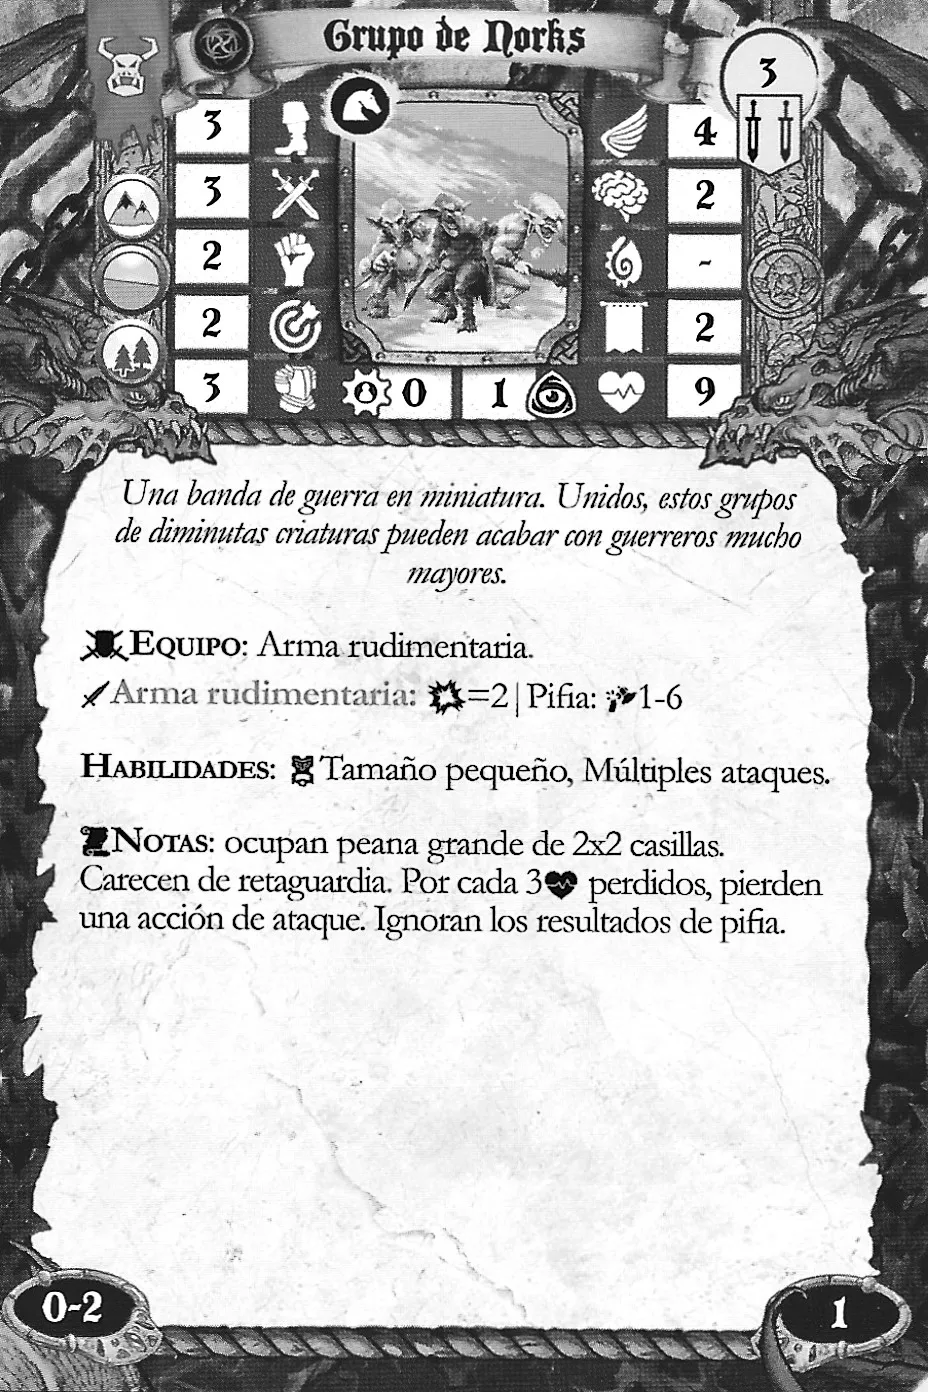 Grupo de Norks
3
3 4
3 2
2 -
2 2
3 0 1 9
Una banda de guerra en miniatura. Unidos, estos grupos
de diminutas criaturas pueden acabar con guerreros mucho
mayores.
EQUIPO: Arma rudimentaria.
Arma rudimentaria: =2 | Pifia: 1-6
HABILIDADES: Tamaño pequeño, Múltiples ataques.
NOTAS: ocupan peana grande de 2x2 casillas.
Carecen de retaguardia. Por cada 3 perdidos, pierden
una acción de ataque. Ignoran los resultados de pifia.
0-2 1